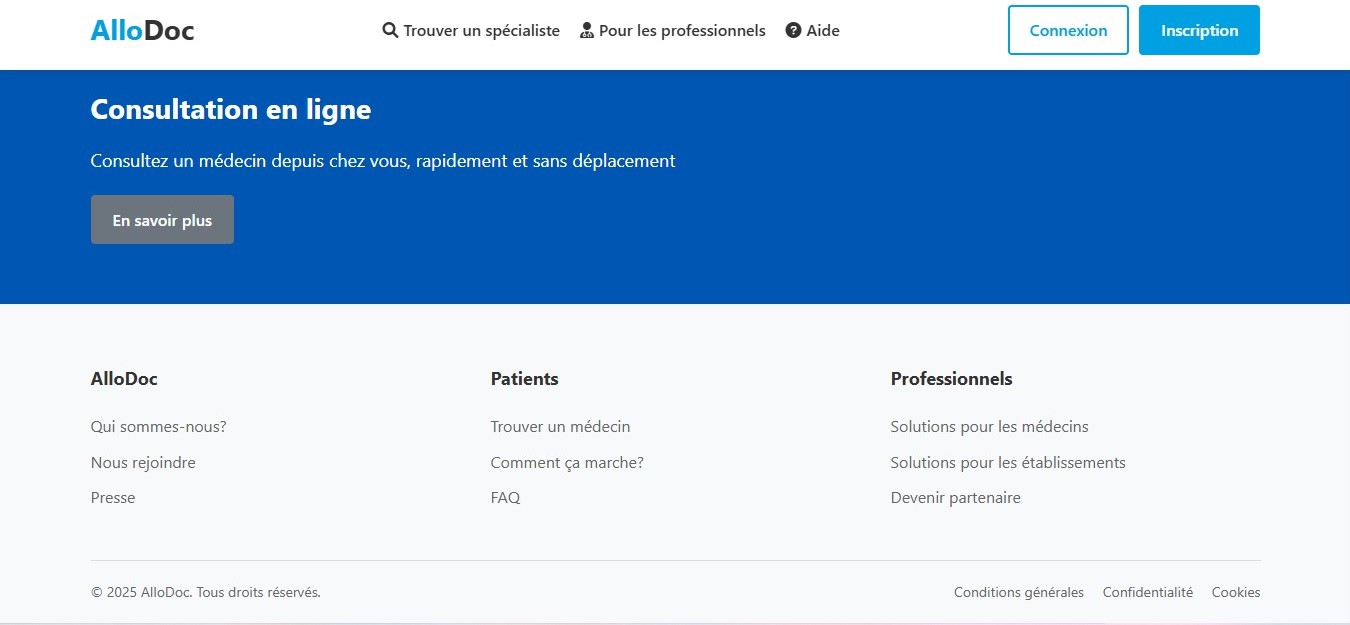 AlloDoc Trouver un spécialiste Pour les professionnels Aide Connexion Inscription
Consultation en ligne
Consultez un médecin depuis chez vous, rapidement et sans déplacement
En savoir plus
AlloDoc Patients Professionnels
Qui sommes-nous? Trouver un médecin Solutions pour les médecins
Nous rejoindre Comment ça marche? Solutions pour les établissements
Presse FAQ Devenir partenaire
© 2025 AlloDoc. Tous droits réservés. Conditions générales Confidentialité Cookies